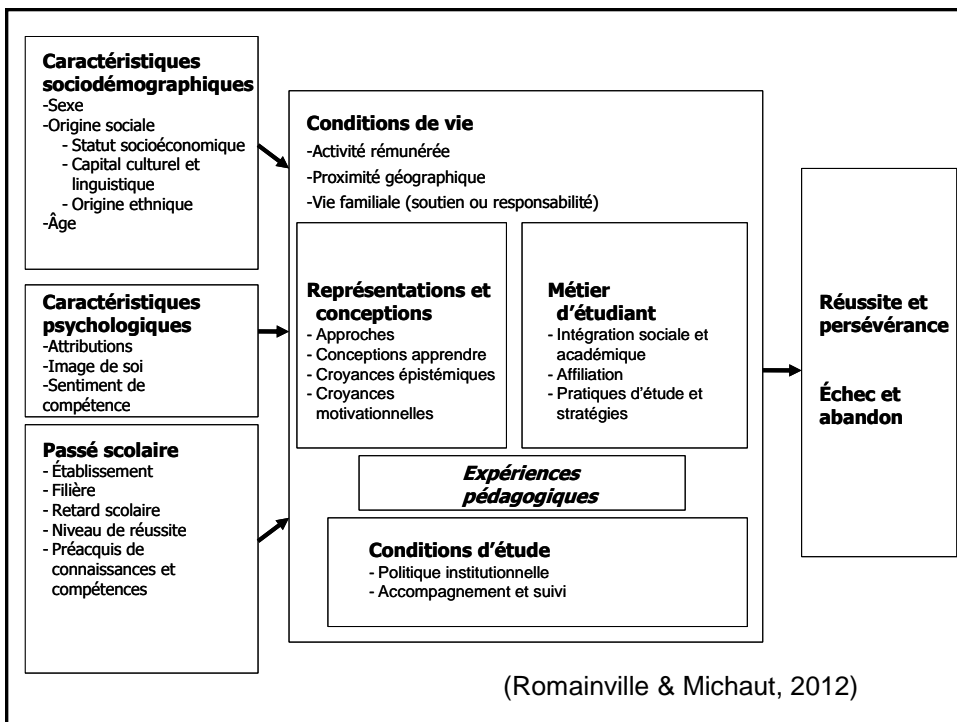 Caractéristiques
sociodémographiques
-Sexe
-Origine sociale
- Statut socioéconomique
- Capital culturel et
linguistique
- Origine ethnique
-Âge
Caractéristiques
psychologiques
-Attributions
-Image de soi
-Sentiment de
compétence
Passé scolaire
- Établissement
- Filière
- Retard scolaire
- Niveau de réussite
- Préacquis de
connaissances et
compétences
Conditions de vie
-Activité rémunérée
-Proximité géographique
-Vie familiale (soutien ou responsabilité)
Représentations et
conceptions
- Approches
- Conceptions apprendre
- Croyances épistémiques
- Croyances
motivationnelles
Métier
d'étudiant
- Intégration sociale et
académique
- Affiliation
- Pratiques d'étude et
stratégies
Expériences
pédagogiques
Conditions d'étude
- Politique institutionnelle
- Accompagnement et suivi
Réussite et
persévérance
Échec et
abandon
(Romainville & Michaut, 2012)